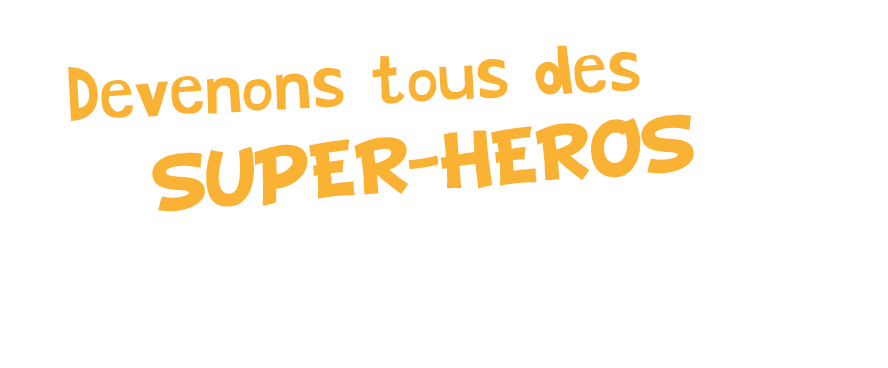 Devenons tous des
SUPER-HEROS